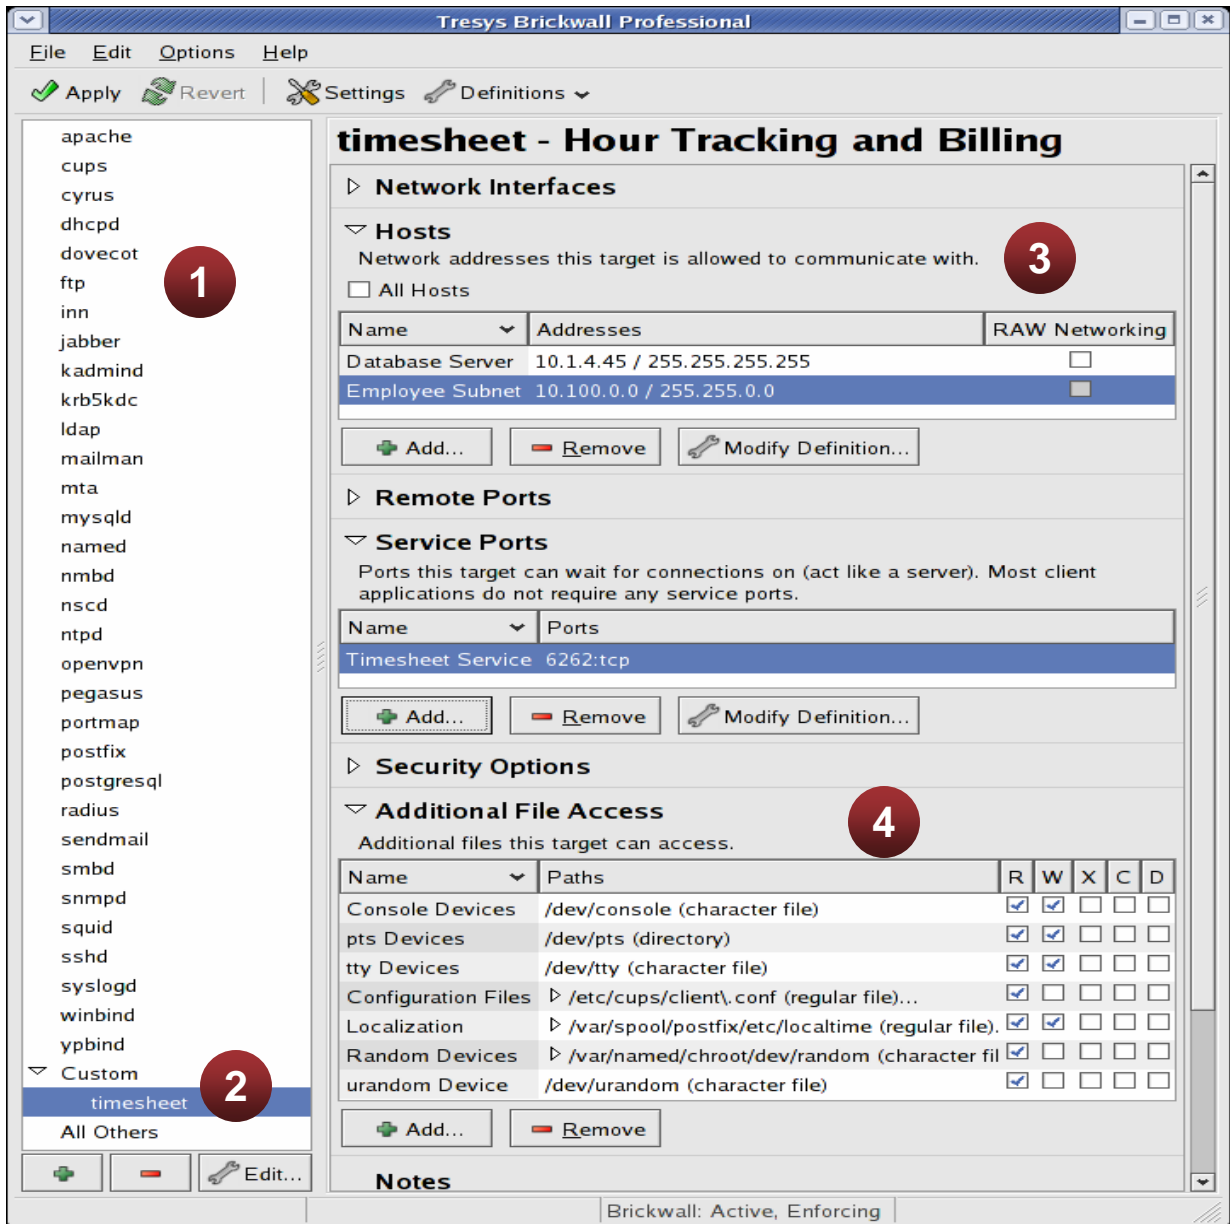 Tresys Brickwall Professional
File Edit Options Help
Apply Revert Settings Definitions
apache
cups
cyrus
dhcpd
dovecot
ftp
inn
jabber
kadmind
krb5kdc
ldap
mailman
mta
mysqld
named
nmbd
nscd
ntpd
openvpn
pegasus
portmap
postfix
postgresql
radius
sendmail
smbd
snmpd
squid
sshd
syslogd
winbind
ypbind
Custom
timesheet
All Others
Edit...
1
2
timesheet - Hour Tracking and Billing
Network Interfaces
Hosts
3
Network addresses this target is allowed to communicate with.
All Hosts
Name Addresses RAW Networking
Database Server 10.1.4.45 / 255.255.255.255
Employee Subnet 10.100.0.0 / 255.255.0.0
Add... Remove Modify Definition...
Remote Ports
Service Ports
Ports this target can wait for connections on (act like a server). Most client
applications do not require any service ports.
Name Ports
Timesheet Service 6262:tcp
Add... Remove Modify Definition...
Security Options
Additional File Access
4
Additional files this target can access.
Name Paths R W X C D
Console Devices /dev/console (character file)
pts Devices /dev/pts (directory)
tty Devices /dev/tty (character file)
Configuration Files /etc/cups/client\.conf (regular file)...
Localization /var/spool/postfix/etc/localtime (regular file).
Random Devices /var/named/chroot/dev/random (character fil
urandom Device /dev/urandom (character file)
Add... Remove
Notes
Brickwall: Active, Enforcing